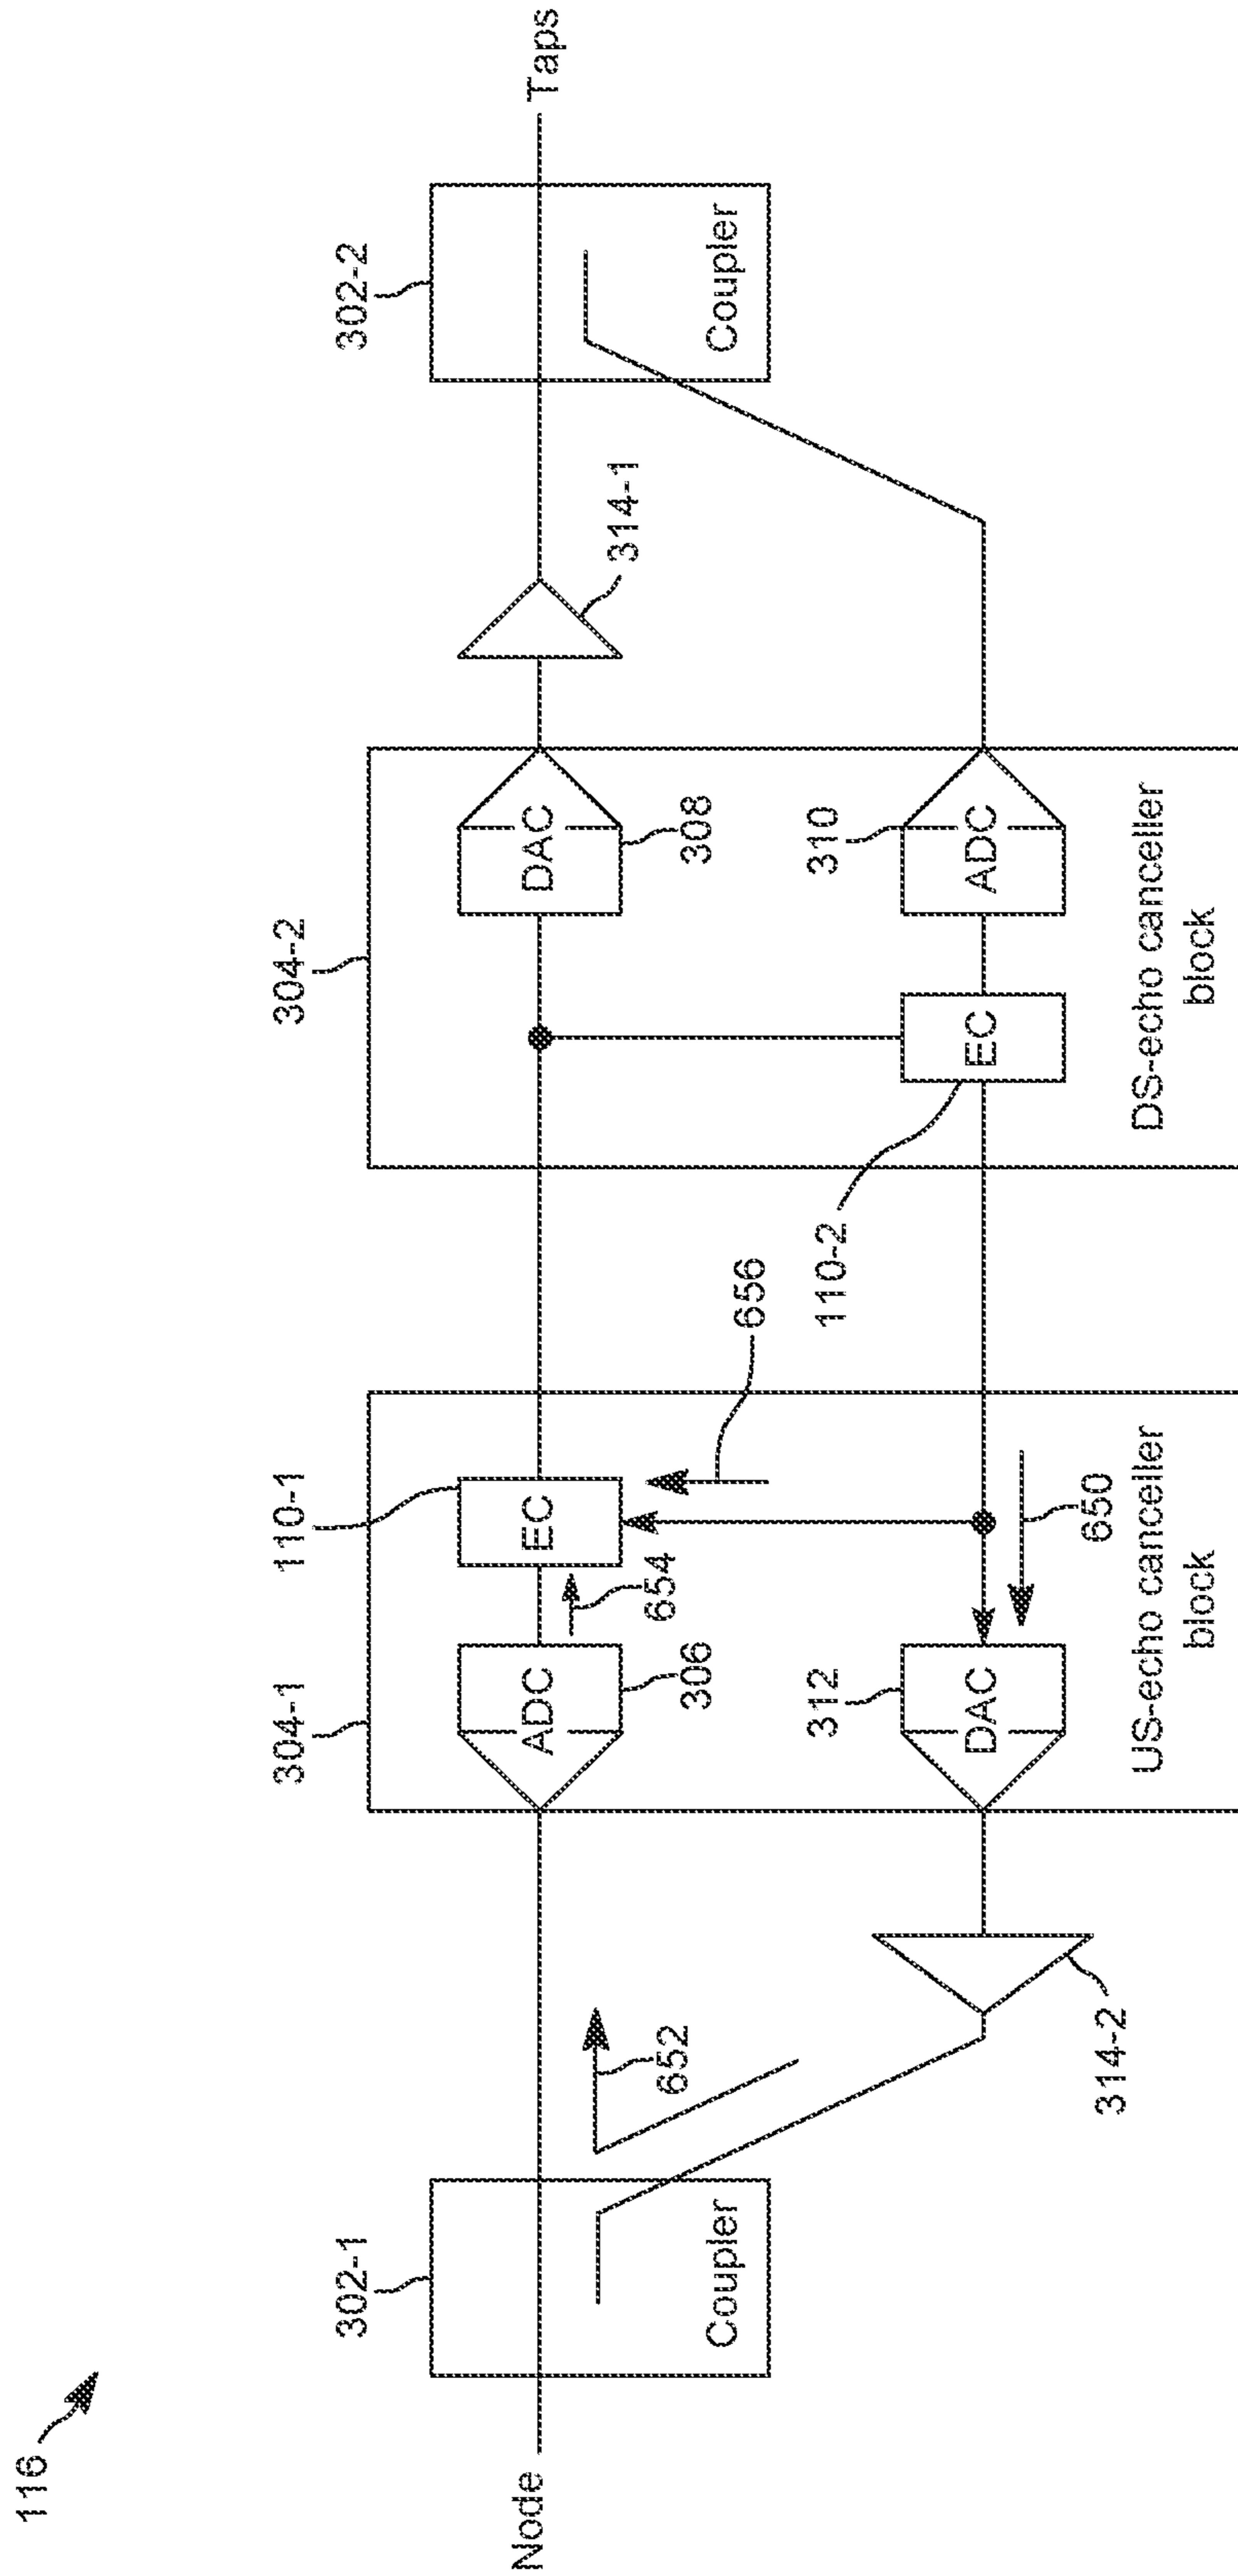 116
Node
302-1
Coupler
652
314-2
304-1
ADC
306
654
110-1
EC
656
312
DAC
650
US-echo canceller
block
304-2
DAC
308
110-2
EC
310
ADC
DS-echo canceller
block
314-1
302-2
Coupler
Taps